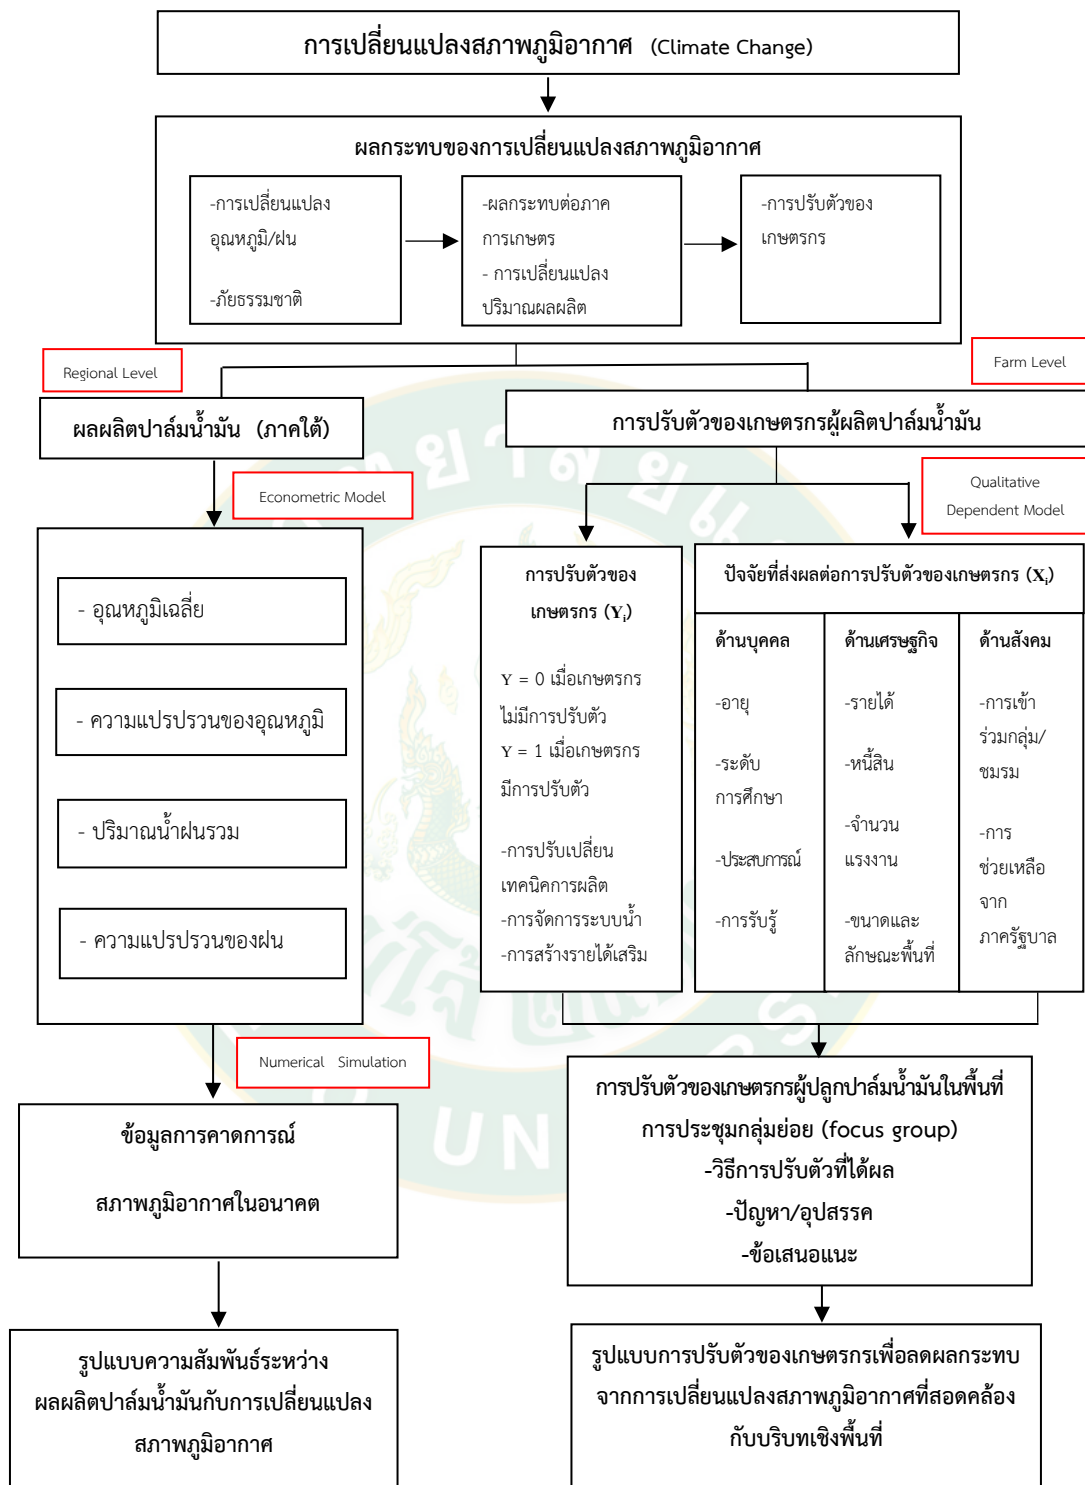 การเปลี่ยนแปลงสภาพภูมิอากาศ (Climate Change)
ผลกระทบของการเปลี่ยนแปลงสภาพภูมิอากาศ
-การเปลี่ยนแปลง
อุณหภูมิ/ฝน
-ภัยธรรมชาติ
-ผลกระทบต่อภาค
การเกษตร
- การเปลี่ยนแปลง
ปริมาณผลผลิต
-การปรับตัวของ
เกษตรกร
Regional Level
Farm Level
ผลผลิตปาล์มน้ำมัน (ภาคใต้)
การปรับตัวของเกษตรกรผู้ผลิตปาล์มน้ำมัน
Econometric Model
Qualitative
Dependent Model
- อุณหภูมิเฉลี่ย
- ความแปรปรวนของอุณหภูมิ
- ปริมาณน้ำฝนรวม
- ความแปรปรวนของฝน
การปรับตัวของ
เกษตรกร (Yi)
Y = 0 เมื่อเกษตรกร
ไม่มีการปรับตัว
Y = 1 เมื่อเกษตรกร
มีการปรับตัว
-การปรับเปลี่ยน
เทคนิคการผลิต
-การจัดการระบบน้ำ
-การสร้างรายได้เสริม
ปัจจัยที่ส่งผลต่อการปรับตัวของเกษตรกร (Xi)
ด้านบุคคล
-อายุ
-ระดับ
การศึกษา
-ประสบการณ์
-การรับรู้
ด้านเศรษฐกิจ
-รายได้
-หนี้สิน
-จำนวน
แรงงาน
-ขนาดและ
ลักษณะพื้นที่
ด้านสังคม
-การเข้า
ร่วมกลุ่ม/
ชมรม
-การ
ช่วยเหลือ
จาก
ภาครัฐบาล
Numerical Simulation
ข้อมูลการคาดการณ์
สภาพภูมิอากาศในอนาคต
การปรับตัวของเกษตรกรผู้ปลูกปาล์มน้ำมันในพื้นที่
การประชุมกลุ่มย่อย (focus group)
-วิธีการปรับตัวที่ได้ผล
-ปัญหา/อุปสรรค
-ข้อเสนอแนะ
รูปแบบความสัมพันธ์ระหว่าง
ผลผลิตปาล์มน้ำมันกับการเปลี่ยนแปลง
สภาพภูมิอากาศ
รูปแบบการปรับตัวของเกษตรกรเพื่อลดผลกระทบ
จากการเปลี่ยนแปลงสภาพภูมิอากาศที่สอดคล้อง
กับบริบทเชิงพื้นที่